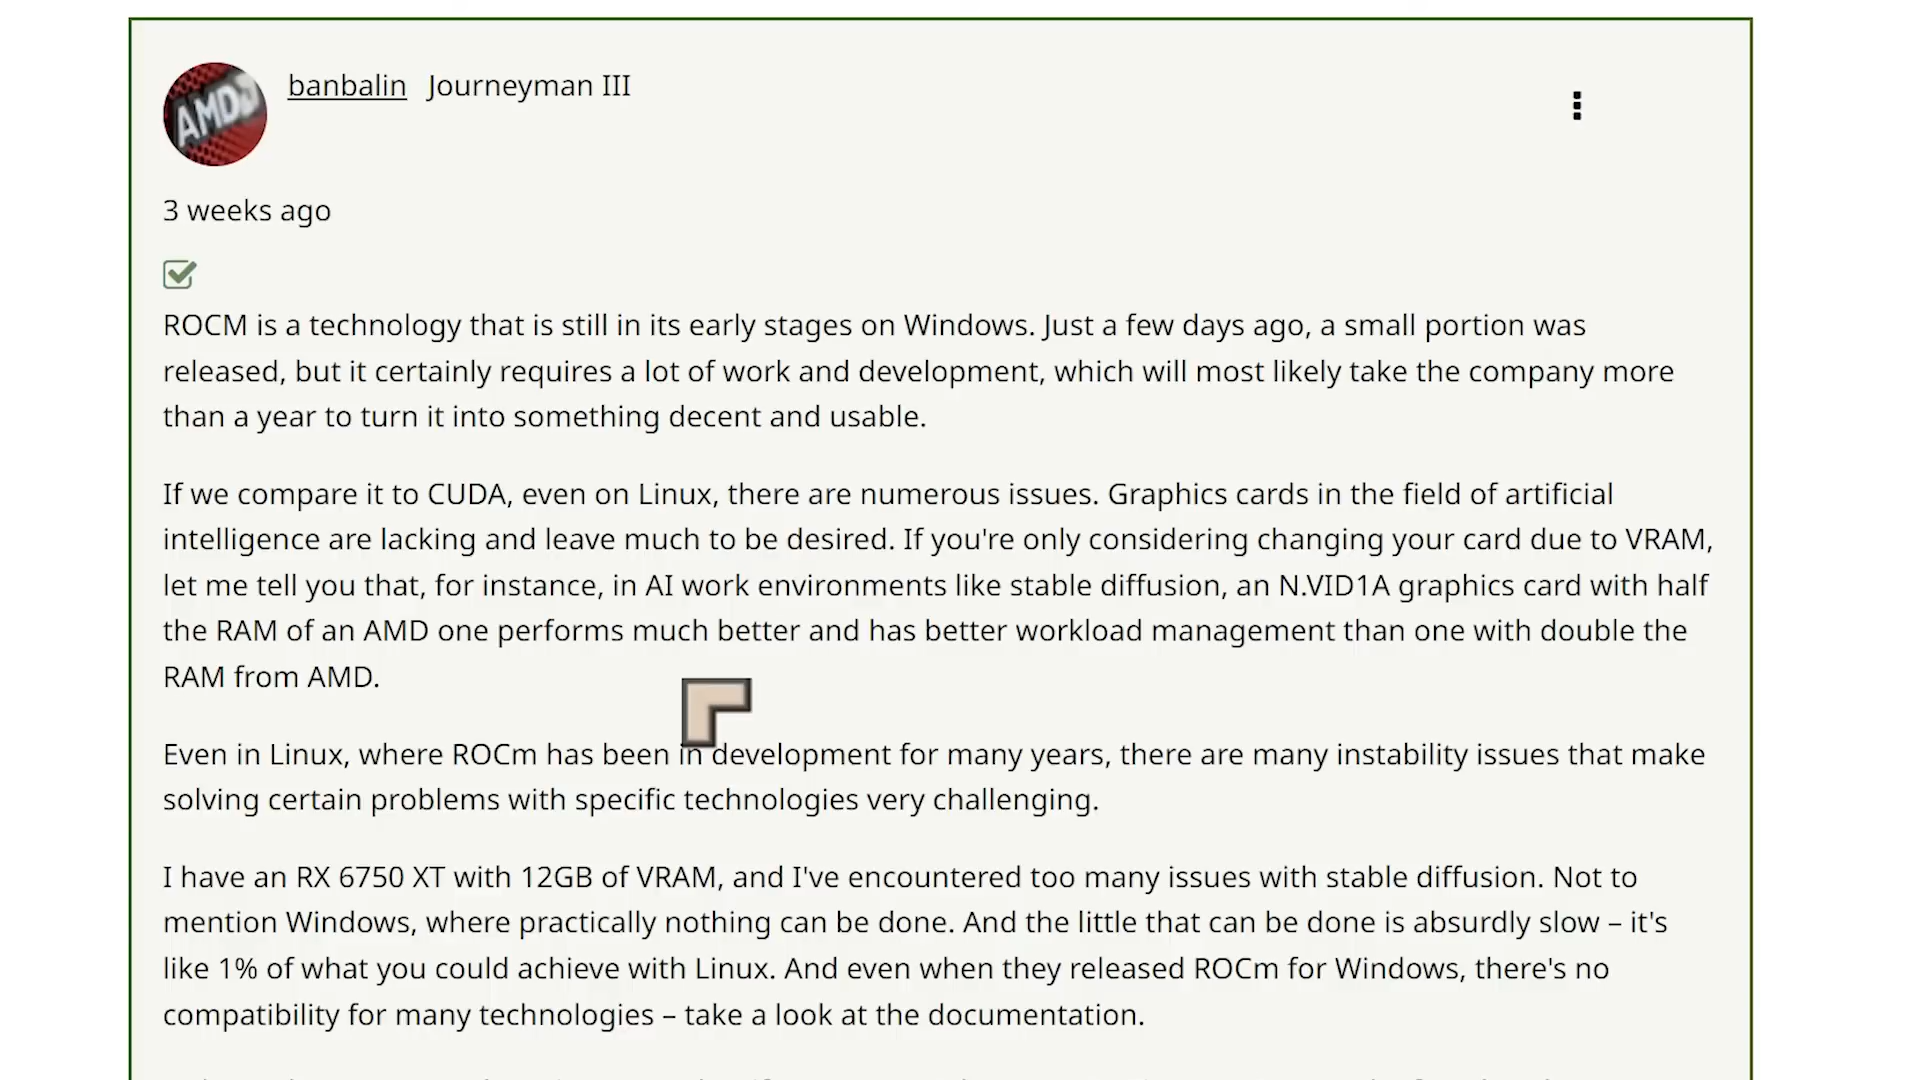 AMD
banbalin Journeyman III
3 weeks ago
ROCM is a technology that is still in its early stages on Windows. Just a few days ago, a small portion was
released, but it certainly requires a lot of work and development, which will most likely take the company more
than a year to turn it into something decent and usable.
If we compare it to CUDA, even on Linux, there are numerous issues. Graphics cards in the field of artificial
intelligence are lacking and leave much to be desired. If you're only considering changing your card due to VRAM,
let me tell you that, for instance, in AI work environments like stable diffusion, an N.VID1A graphics card with half
the RAM of an AMD one performs much better and has better workload management than one with double the
RAM from AMD.
Even in Linux, where ROCm has been in development for many years, there are many instability issues that make
solving certain problems with specific technologies very challenging.
I have an RX 6750 XT with 12GB of VRAM, and I've encountered too many issues with stable diffusion. Not to
mention Windows, where practically nothing can be done. And the little that can be done is absurdly slow – it's
like 1% of what you could achieve with Linux. And even when they released ROCm for Windows, there's no
compatibility for many technologies – take a look at the documentation.